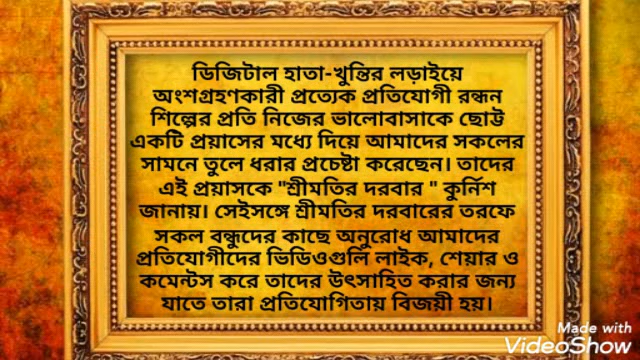 ডিজিটাল হাতা-খুন্তির লড়াইয়ে
অংশগ্রহণকারী প্রত্যেক প্রতিযোগী রন্ধন
শিল্পের প্রতি নিজের ভালোবাসাকে ছোট্ট
একটি প্রয়াসের মধ্যে দিয়ে আমাদের সকলের
সামনে তুলে ধরার প্রচেষ্টা করেছেন। তাদের
এই প্রয়াসকে "শ্রীমতির দরবার " কুর্নিশ
জানায়। সেইসঙ্গে শ্রীমতির দরবারের তরফে
সকল বন্ধুদের কাছে অনুরোধ আমাদের
প্রতিযোগীদের ভিডিওগুলি লাইক, শেয়ার ও
কমেন্টস করে তাদের উৎসাহিত করার জন্য
যাতে তারা প্রতিযোগিতায় বিজয়ী হয়।
Made with
VideoShow